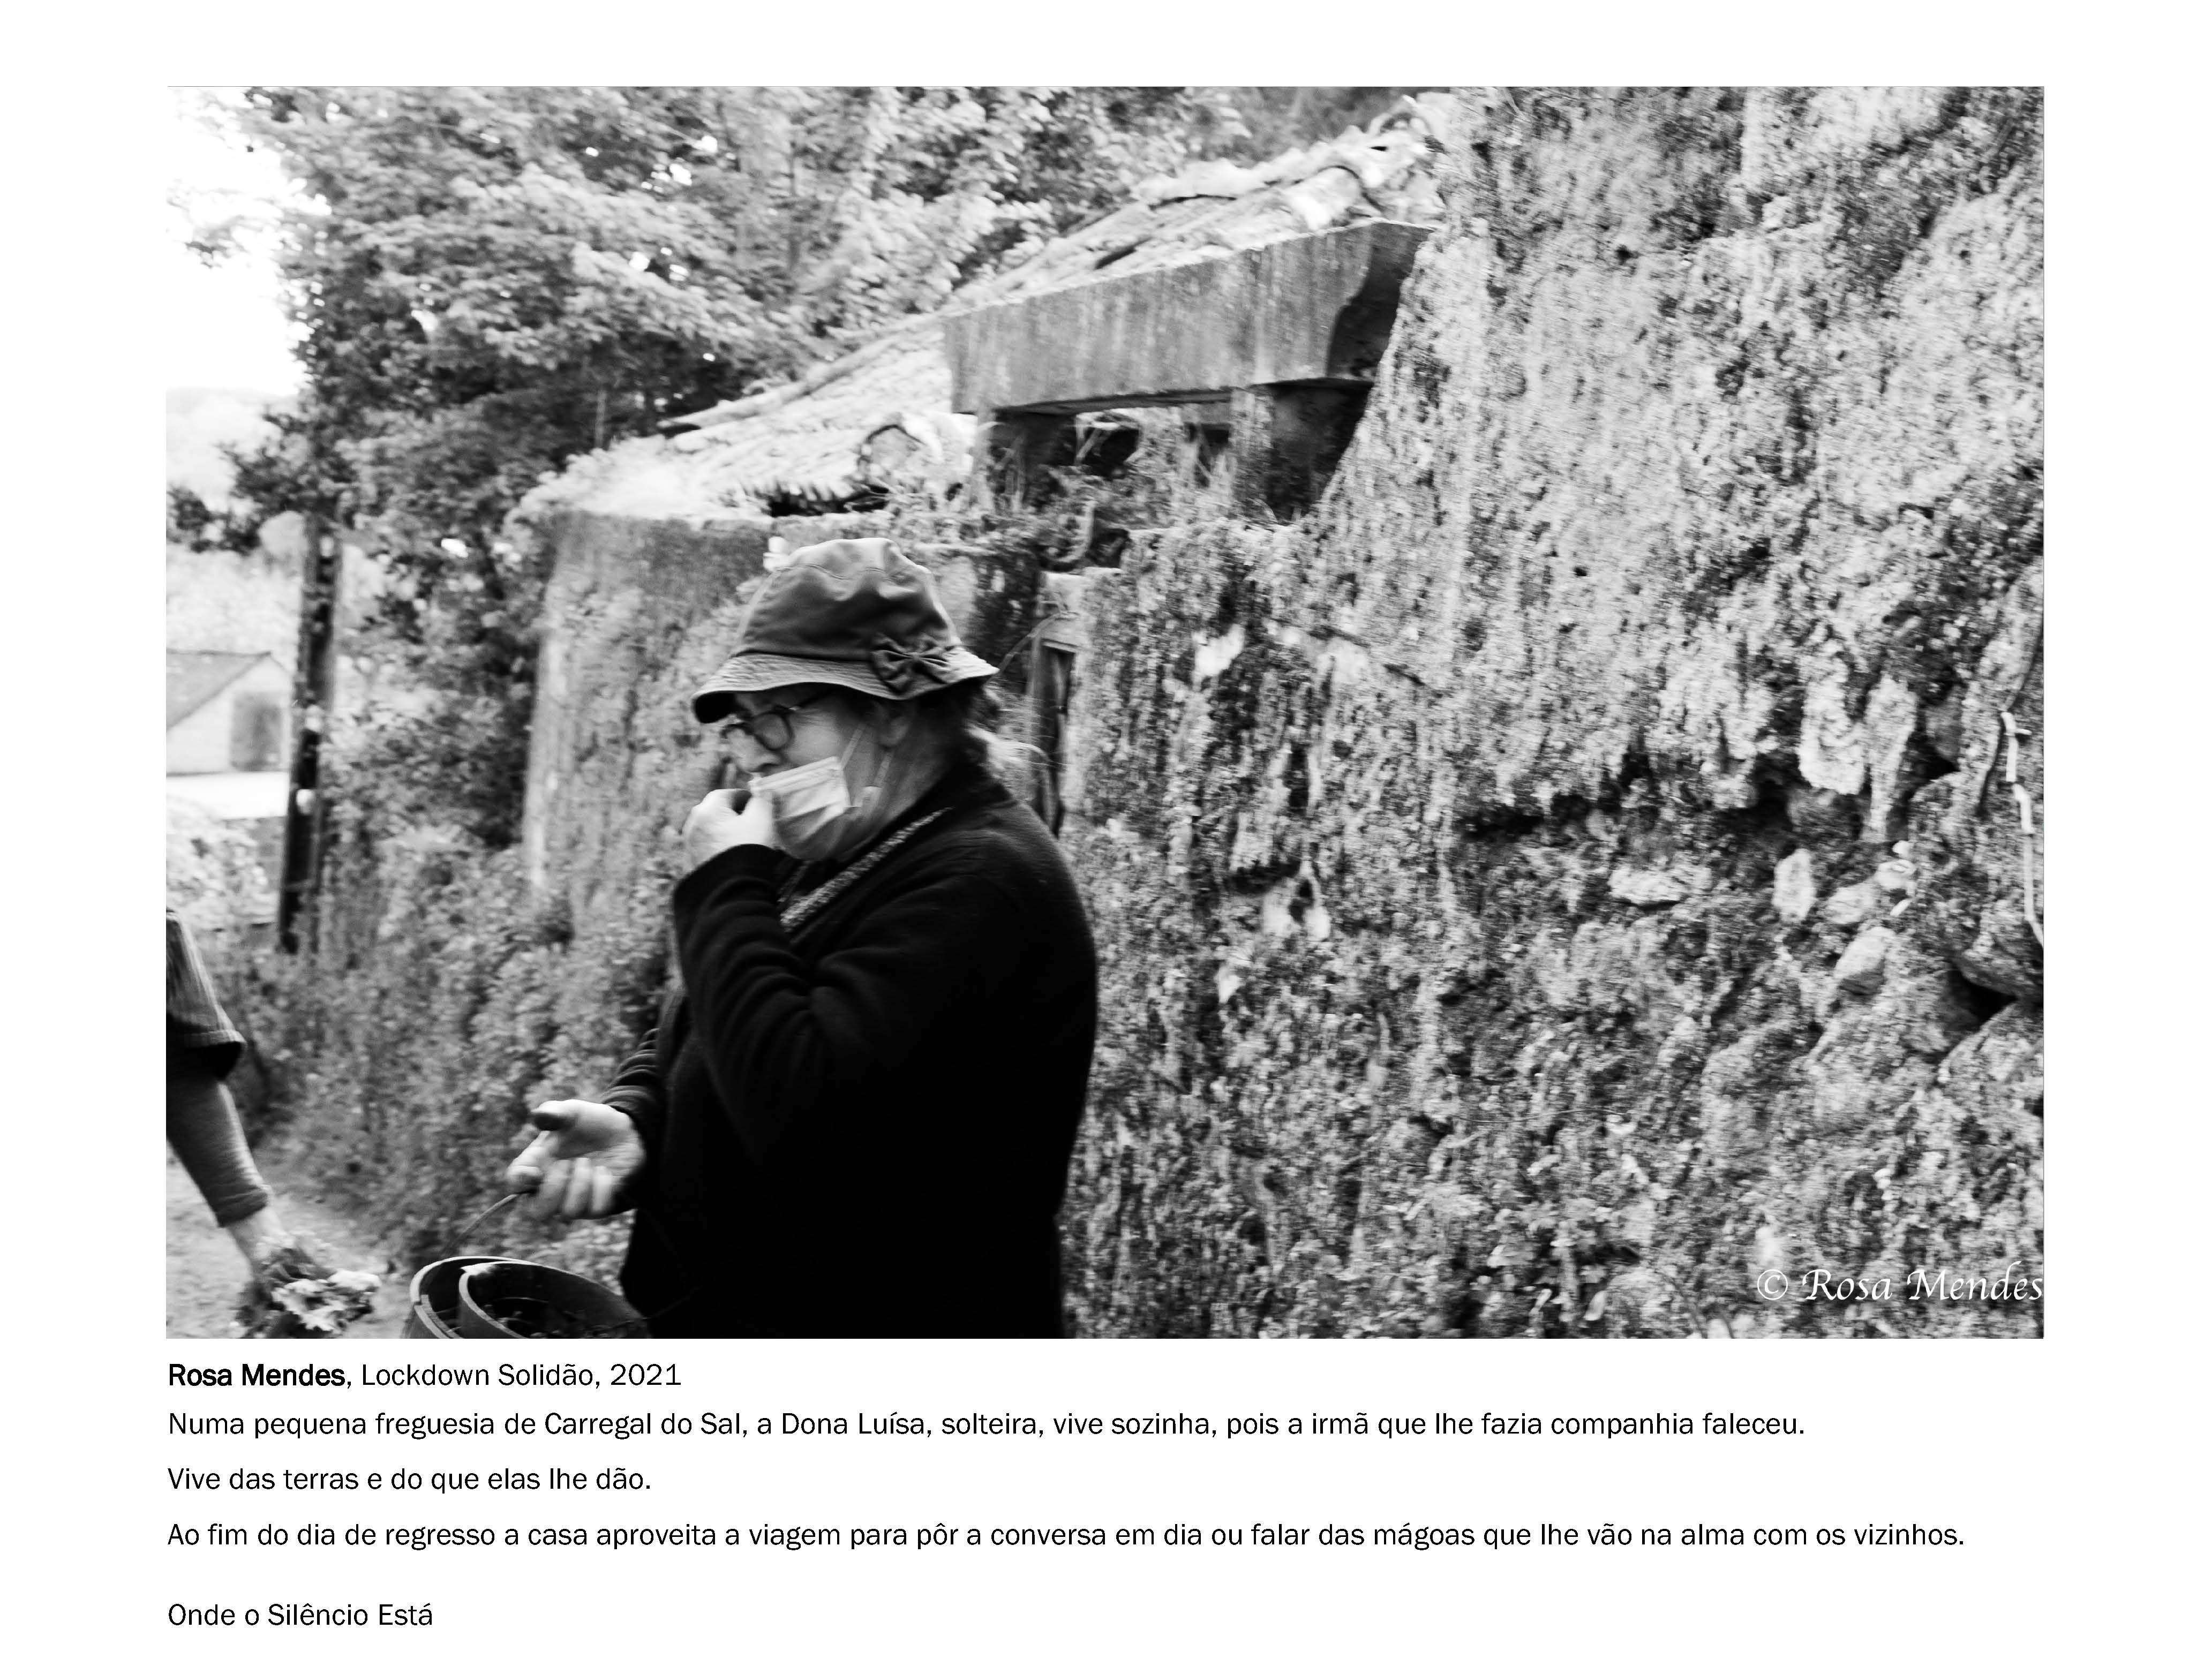 © Rosa Mendes
Rosa Mendes, Lockdown Solidão, 2021
Numa pequena freguesia de Carregal do Sal, a Dona Luísa, solteira, vive sozinha, pois a irmã que lhe fazia companhia faleceu.
Vive das terras e do que elas lhe dão.
Ao fim do dia de regresso a casa aproveita a viagem para pôr a conversa em dia ou falar das mágoas que lhe vão na alma com os vizinhos.
Onde o Silêncio Está